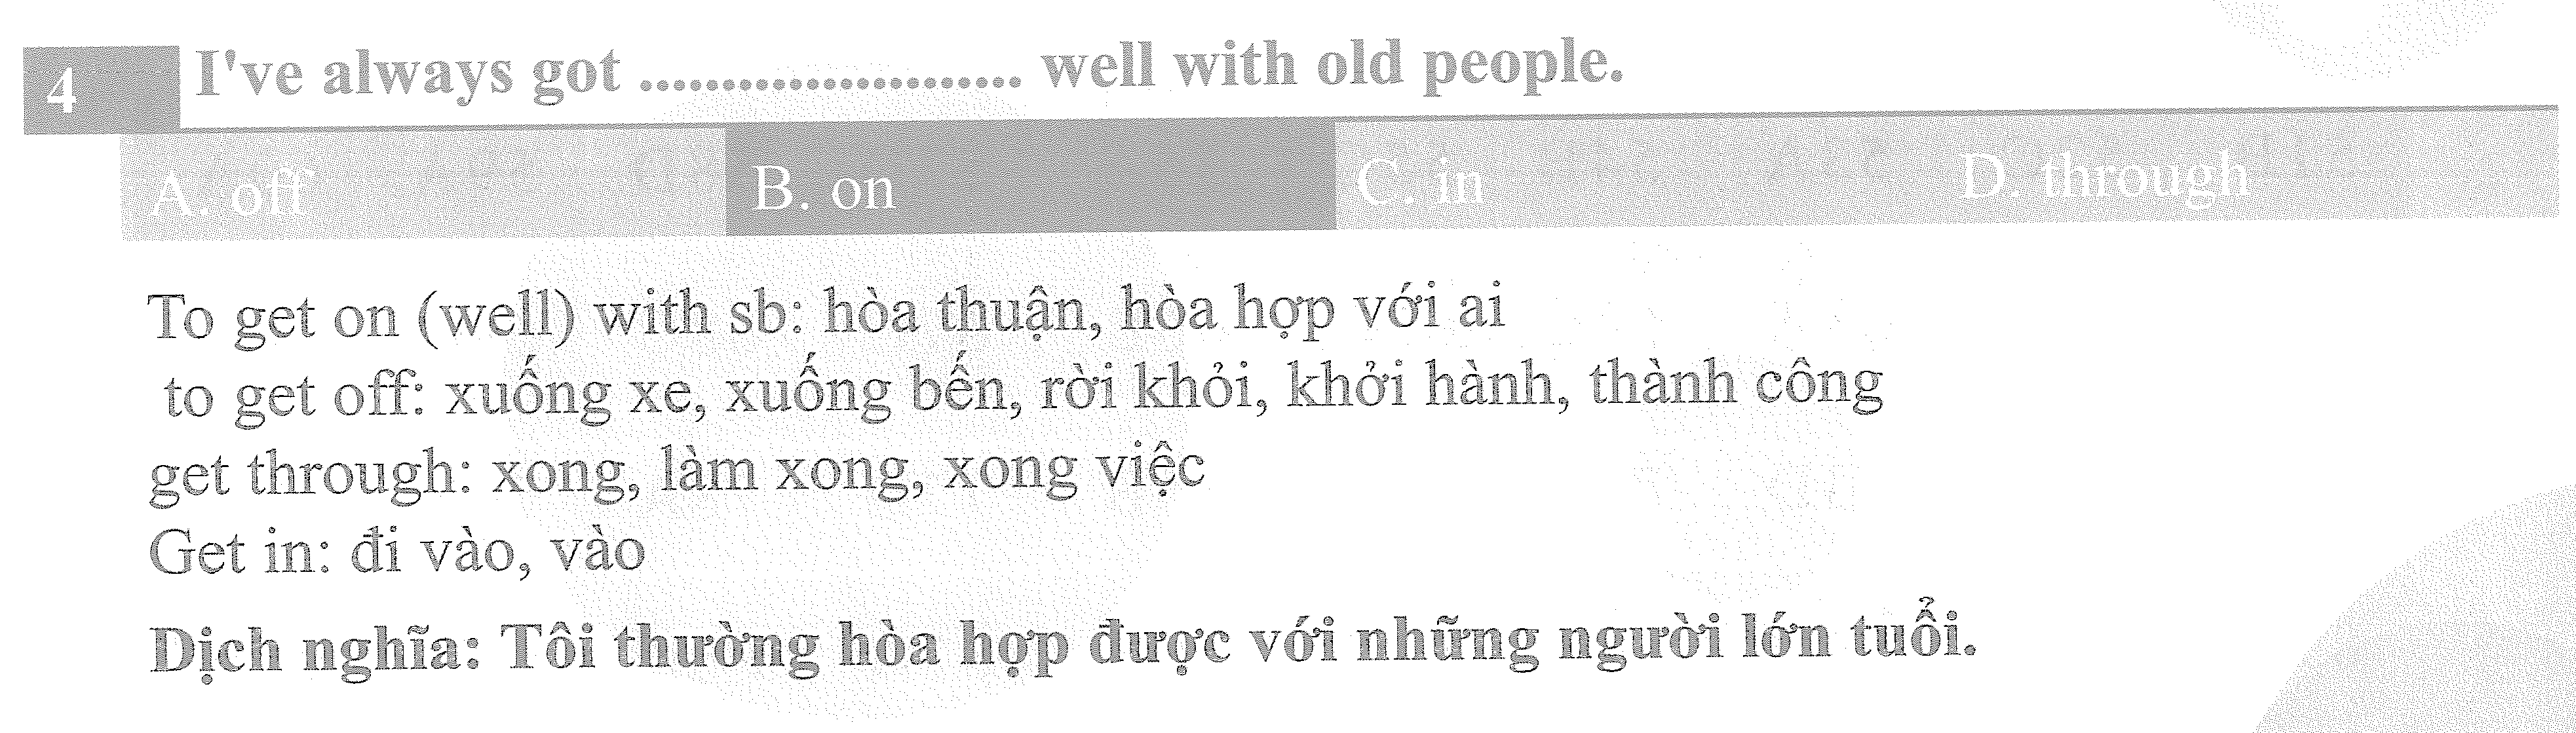 4 I've always got ....................... well with old people.
A. off B. on C. in D. through
To get on (well) with sb: hòa thuận, hòa hợp với ai
to get off: xuống xe, xuống bến, rời khỏi, khởi hành, thành công
get through: xong, làm xong, xong việc
Get in: đi vào, vào
Dịch nghĩa: Tôi thường hòa hợp được với những người lớn tuổi.